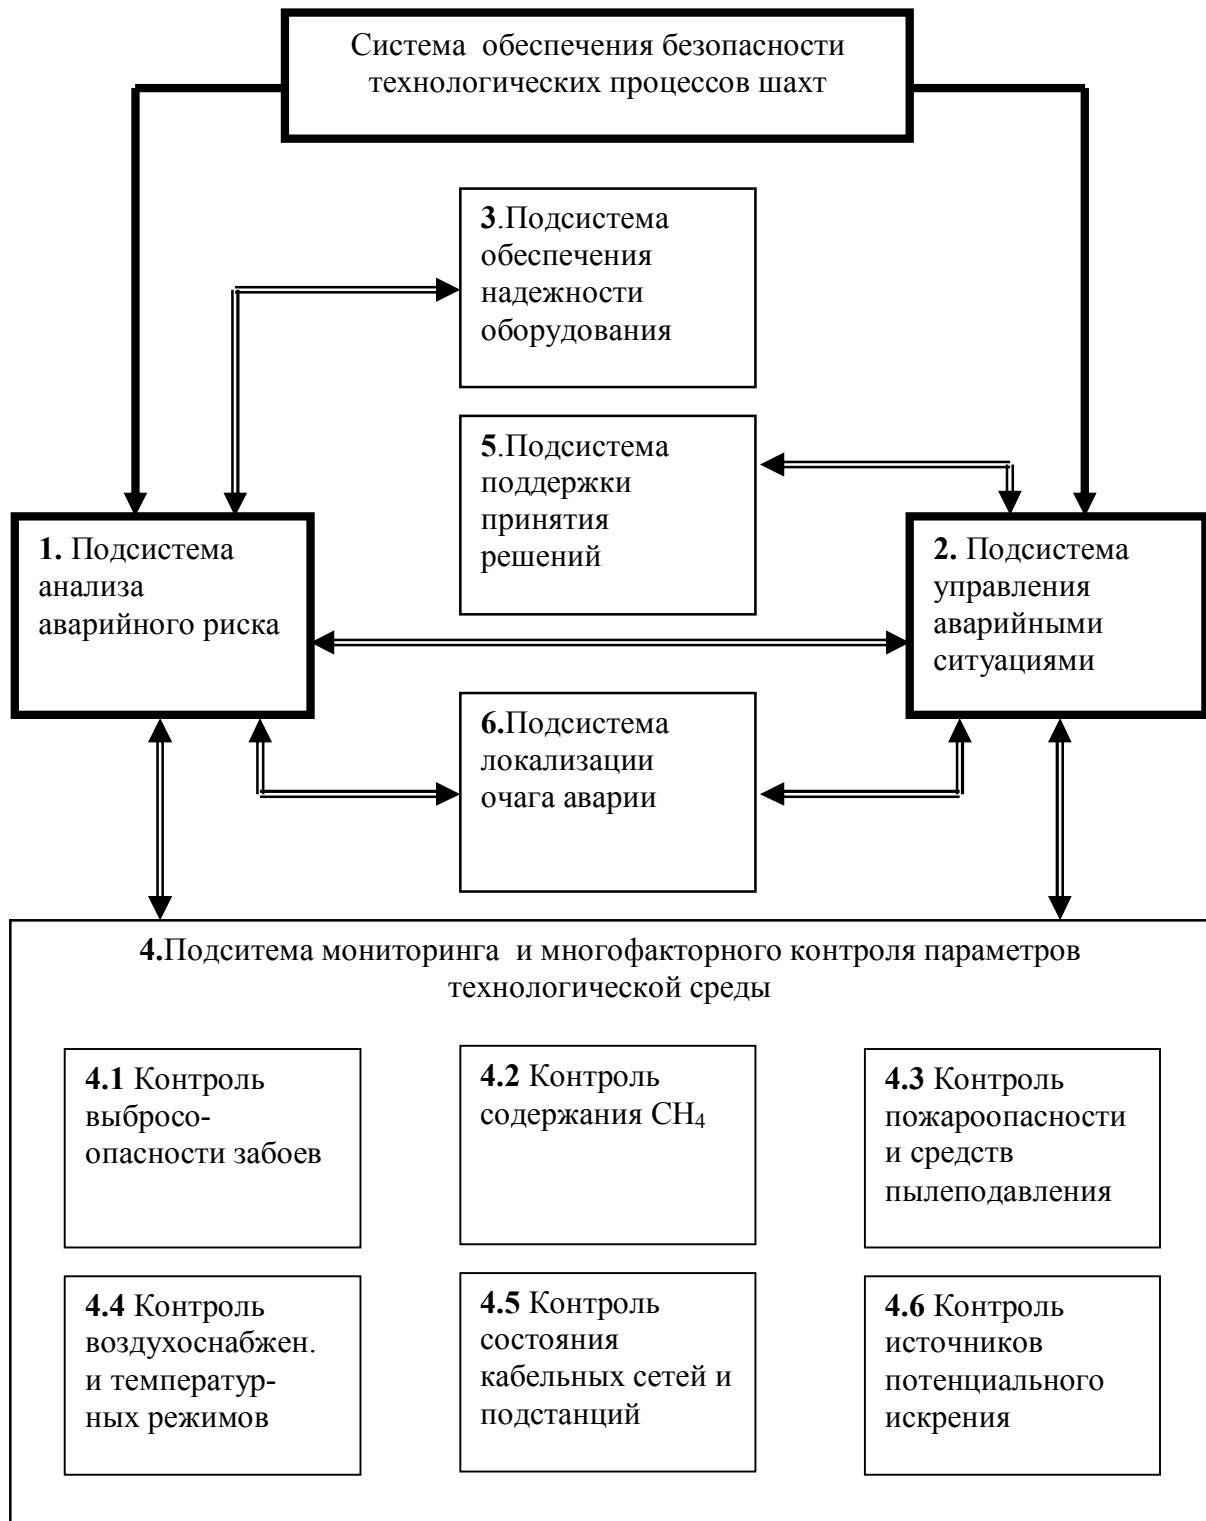 Система обеспечения безопасности
технологических процессов шахт
3.Подсистема
обеспечения
надежности
оборудования
5.Подсистема
поддержки
принятия
решений
1. Подсистема
анализа
аварийного риска
2. Подсистема
управления
аварийными
ситуациями
6.Подсистема
локализации
очага аварии
4.Подситема мониторинга и многофакторного контроля параметров
технологической среды
4.1 Контроль
выбросо-
опасности забоев
4.2 Контроль
содержания CH₄
4.3 Контроль
пожароопасности
и средств
пылеподавления
4.4 Контроль
воздухоснабжен.
и температур-
ных режимов
4.5 Контроль
состояния
кабельных сетей и
подстанций
4.6 Контроль
источников
потенциального
искрения